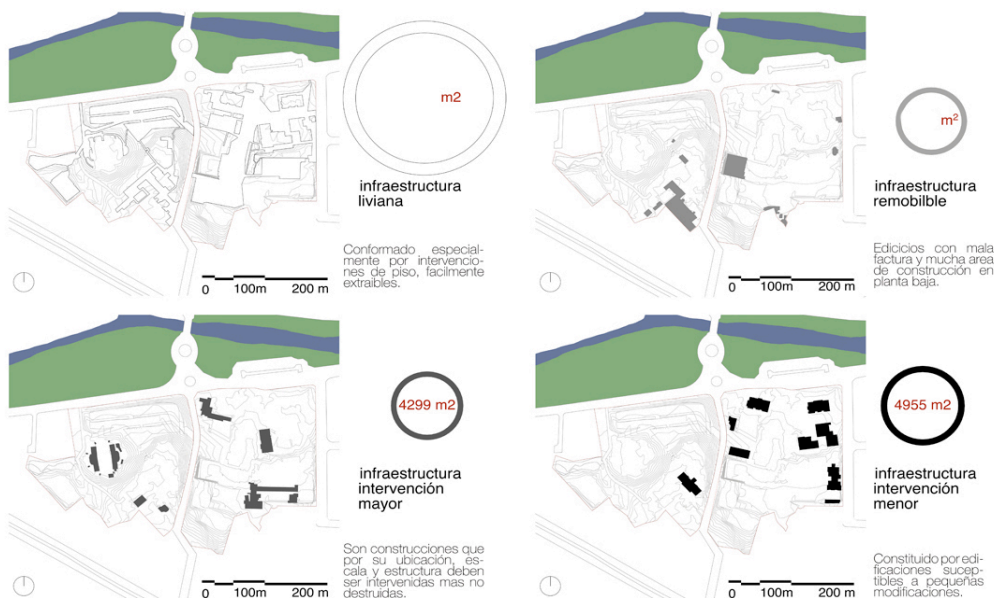 m2
infraestructura
liviana
Conformado especial-
mente por intervencio-
nes de piso, facilmente
extraibles.
0 100m 200 m
m²
infraestructura
remobilble
Edicicios con mala
factura y mucha area
de construcción en
planta baja.
0 100m 200 m
4299 m2
infraestructura
intervención
mayor
Son construcciones que
por su ubicación, es-
cala y estructura deben
ser intervenidas mas no
destruidas.
0 100m 200 m
4955 m2
infraestructura
intervención
menor
Constituido por edi-
ficaciones sucep-
tibles a pequeñas
modificaciones.
0 100m 200 m